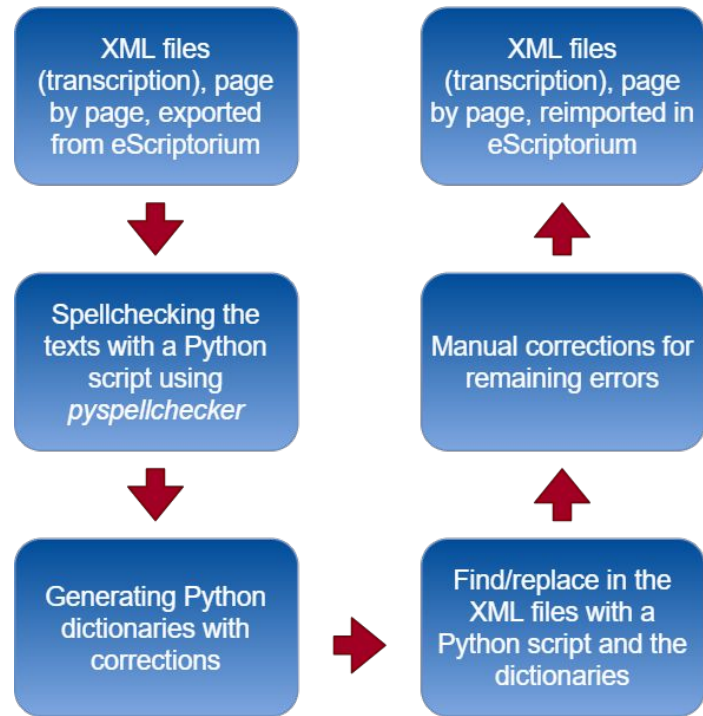 XML files
(transcription), page
by page, exported
from eScriptorium
Spellchecking the
texts with a Python
script using
pyspellchecker
Generating Python
dictionaries with
corrections
Find/replace in the
XML files with a
Python script and the
dictionaries
Manual corrections for
remaining errors
XML files
(transcription), page
by page, reimported in
eScriptorium